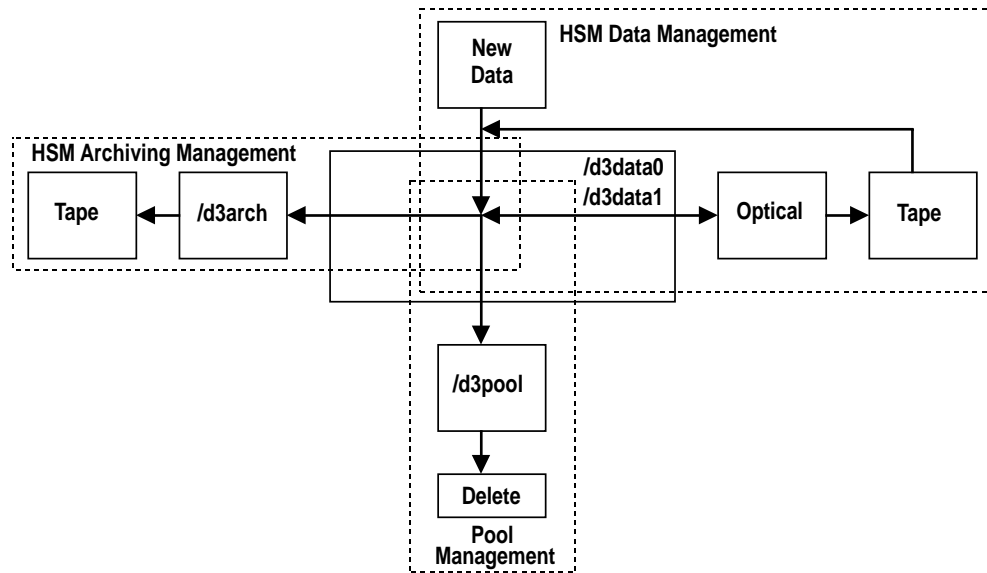 HSM Data Management
New
Data
HSM Archiving Management
/d3data0
/d3data1
Tape
/d3arch
Optical
Tape
/d3pool
Delete
Pool
Management